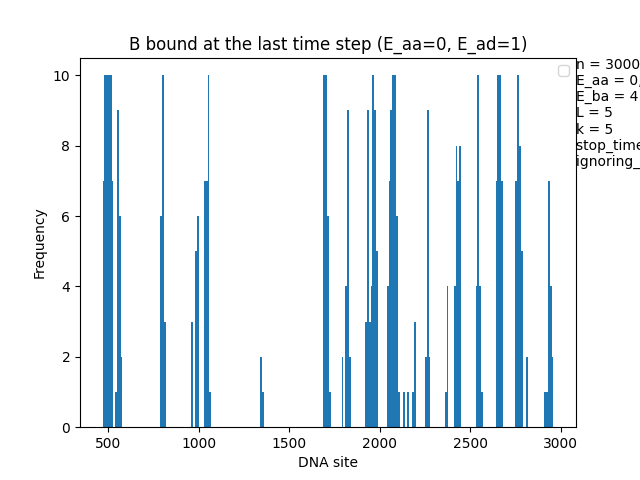 B bound at the last time step (E_aa=0, E_ad=1)
n = 3000
E_aa = 0,
E_ba = 4
L = 5
k = 5
stop_time
ignoring_
10
8
6
4
2
0
Frequency
500 1000 1500 2000 2500 3000
DNA site